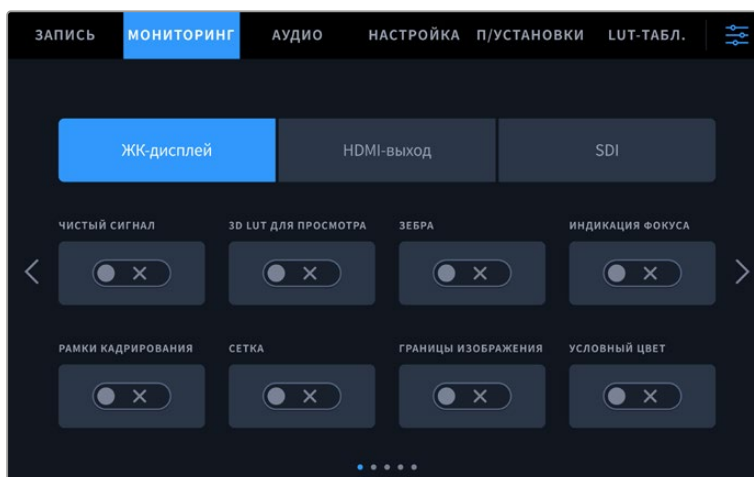 ЗАПИСЬ МОНИТОРИНГ АУДИО НАСТРОЙКА П/УСТАНОВКИ LUT-ТАБЛ.
ЖК-дисплей HDMI-выход SDI
ЧИСТЫЙ СИГНАЛ 3D LUT ДЛЯ ПРОСМОТРА ЗЕБРА ИНДИКАЦИЯ ФОКУСА
РАМКИ КАДРИРОВАНИЯ СЕТКА ГРАНИЦЫ ИЗОБРАЖЕНИЯ УСЛОВНЫЙ ЦВЕТ